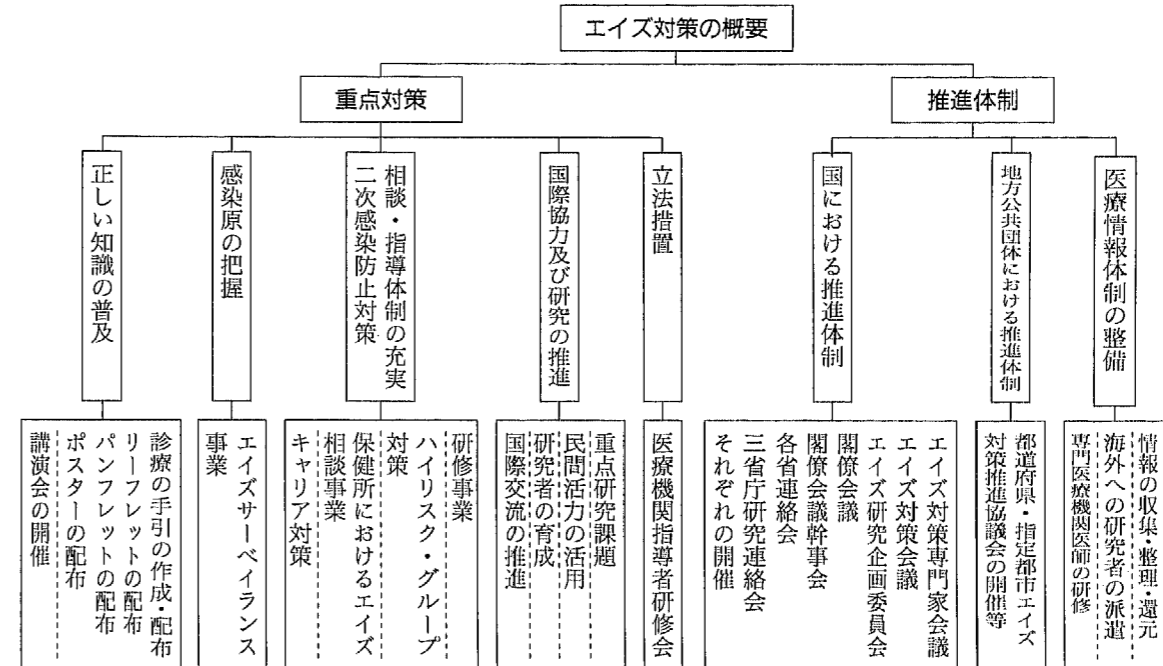 エイズ対策の概要
重点対策
推進体制
正しい知識の普及
感染原の把握
相談・指導体制の充実
二次感染防止対策
国際協力及び研究の推進
立法措置
国における推進体制
地方公共団体における推進体制
医療情報体制の整備
診療の手引の作成・配布
リーフレットの配布
パンフレットの配布
ポスターの配布
講演会の開催
エイズサーベイランス
事業
研修事業
ハイリスク・グループ
対策
保健所におけるエイズ
相談事業
キャリア対策
重点研究課題
民間活力の活用
研究者の育成
国際交流の推進
医療機関指導者研修会
エイズ対策専門家会議
エイズ対策会議
エイズ研究企画委員会
閣僚会議
閣僚会議幹事会
各省連絡会
三省庁研究連絡会
それぞれの開催
都道府県・指定都市エイズ
対策推進協議会の開催等
情報の収集・整理・還元
海外への研究者の派遣
専門医療機関医師の研修